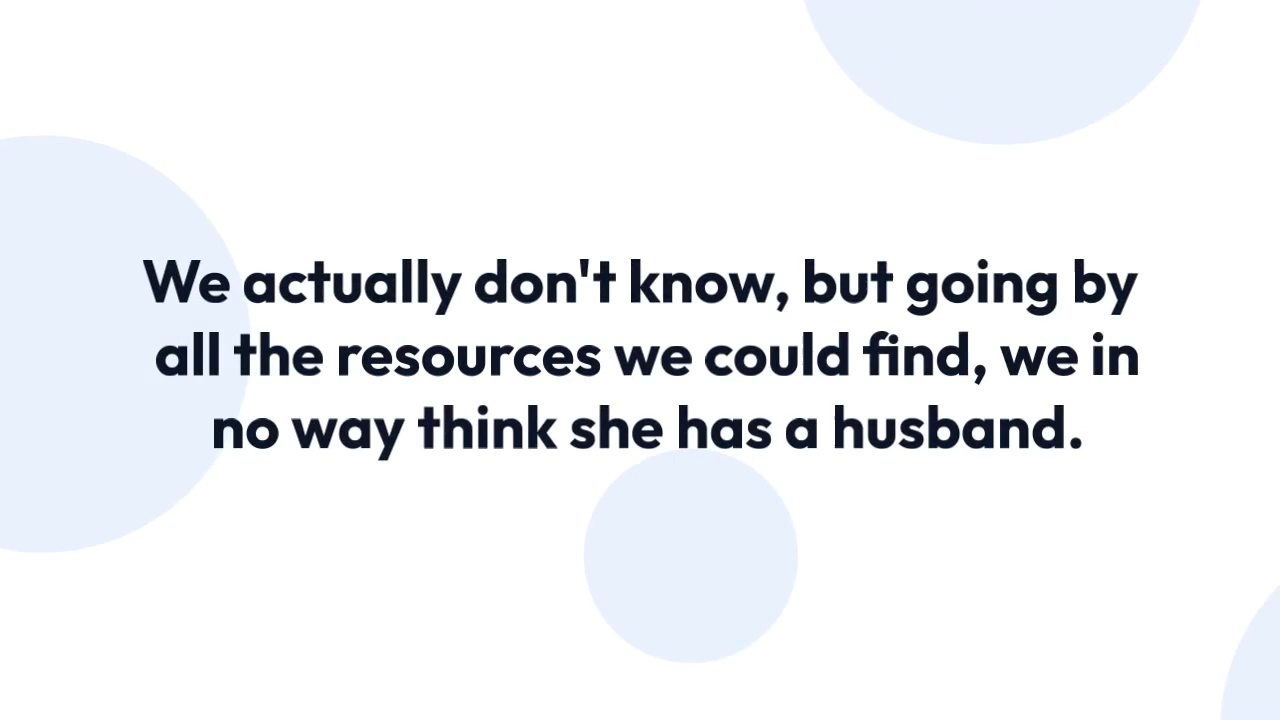 We actually don't know, but going by
all the resources we could find, we in
no way think she has a husband.